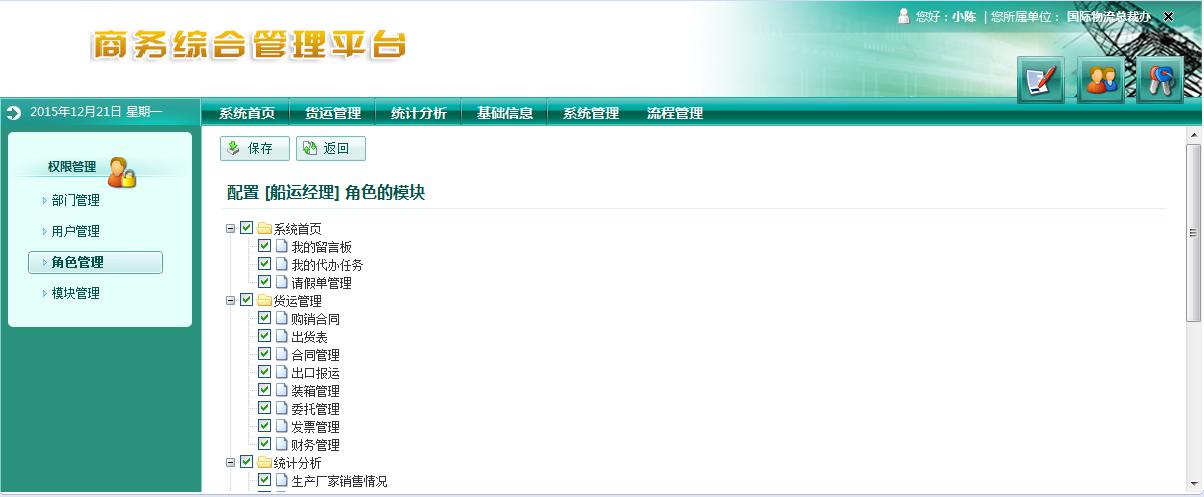 您好：小陈 | 您所属单位： 国际物流总裁办
商务综合管理平台
2015年12月21日 星期一
系统首页 货运管理 统计分析 基础信息 系统管理 流程管理
权限管理
部门管理
用户管理
角色管理
模块管理
保存 返回
配置 [船运经理] 角色的模块
系统首页
我的留言板
我的代办任务
请假单管理
货运管理
购销合同
出货表
合同管理
出口报运
装箱管理
委托管理
发票管理
财务管理
统计分析
生产厂家销售情况